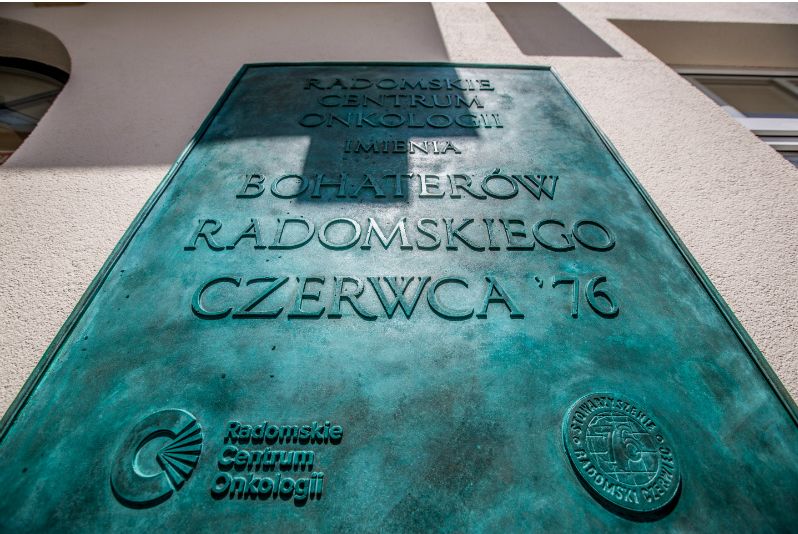 RADOMSKIE
CENTRUM
ONKOLOGII
IMIENIA
BOHATERÓW
RADOMSKIEGO
CZERWCA '76
Radomskie
Centrum
Onkologii
STOWARZYSZENIE
RADOMSKI CZERWIEC